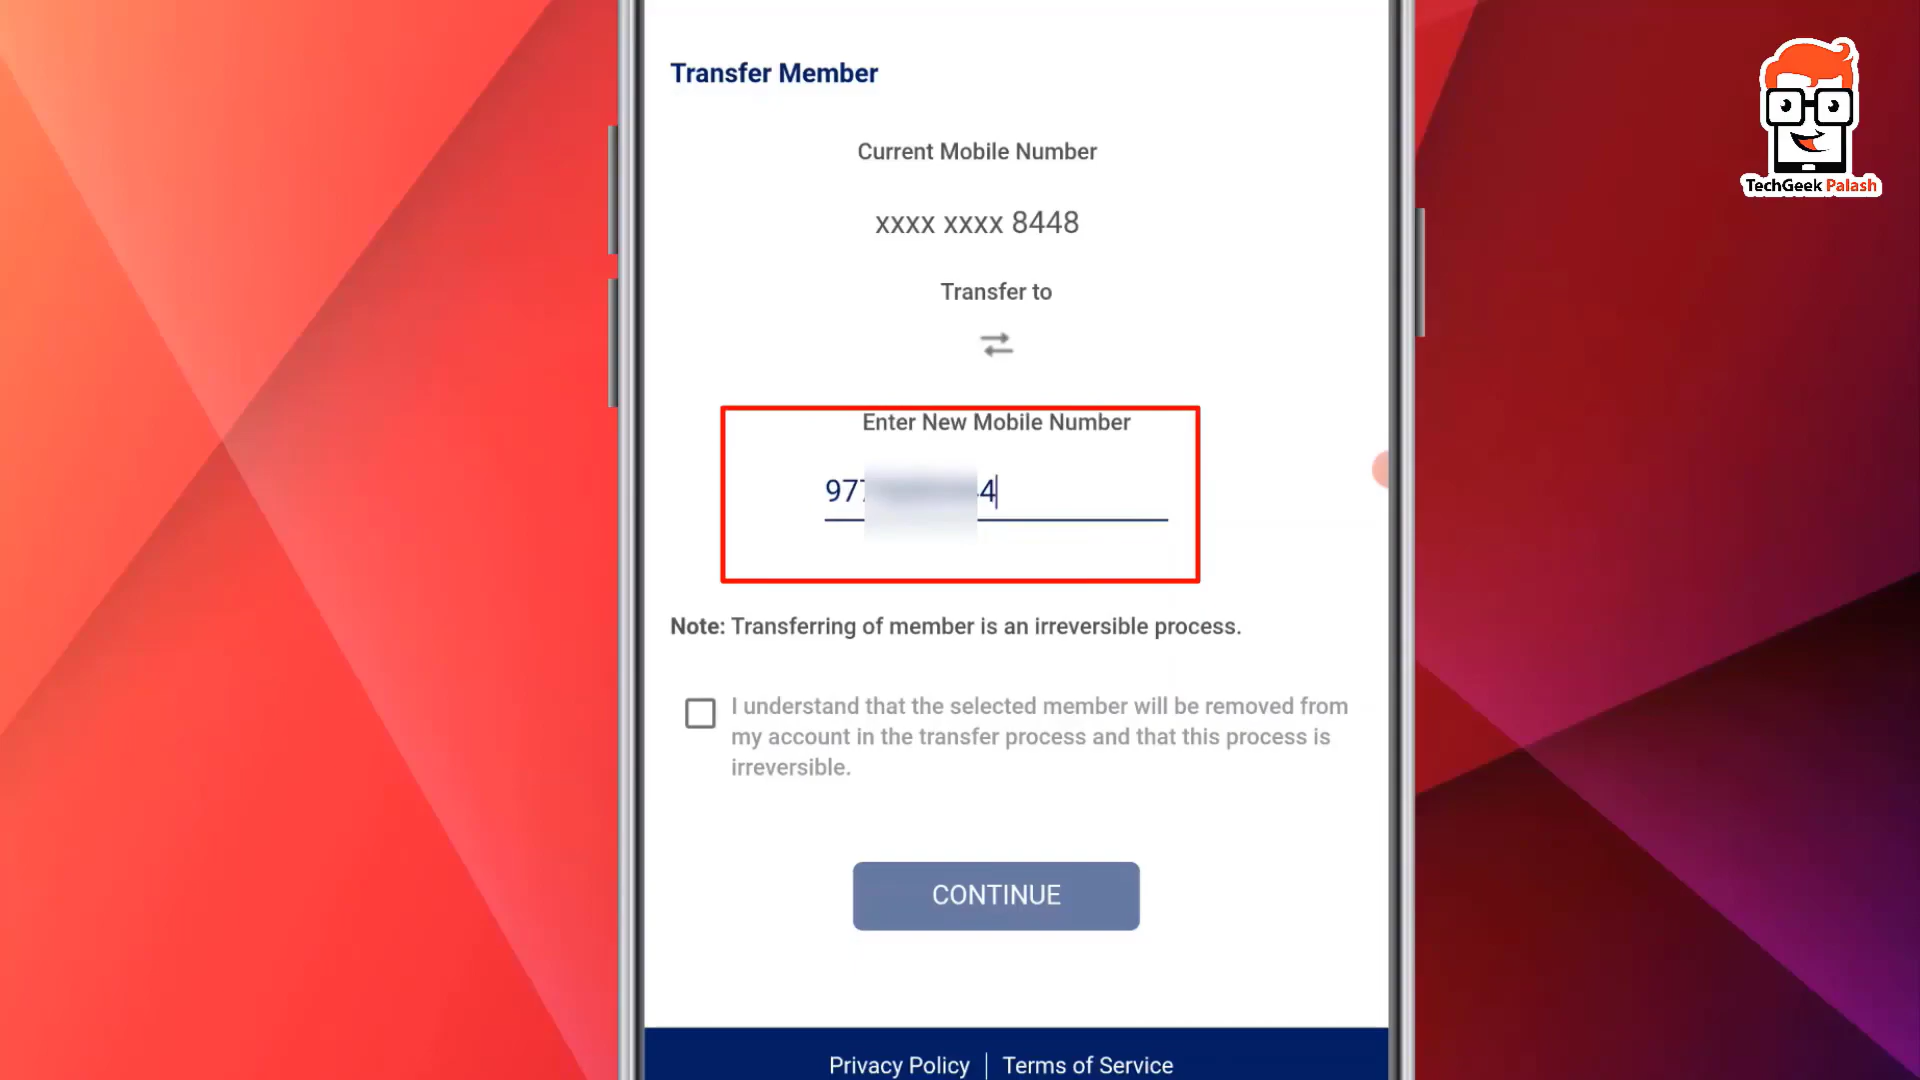 Transfer Member
TechGeek Palash
Current Mobile Number
xxxx xxxx 8448
Transfer to
Enter New Mobile Number
977 4
Note: Transferring of member is an irreversible process.
I understand that the selected member will be removed from
my account in the transfer process and that this process is
irreversible.
CONTINUE
Privacy Policy | Terms of Service